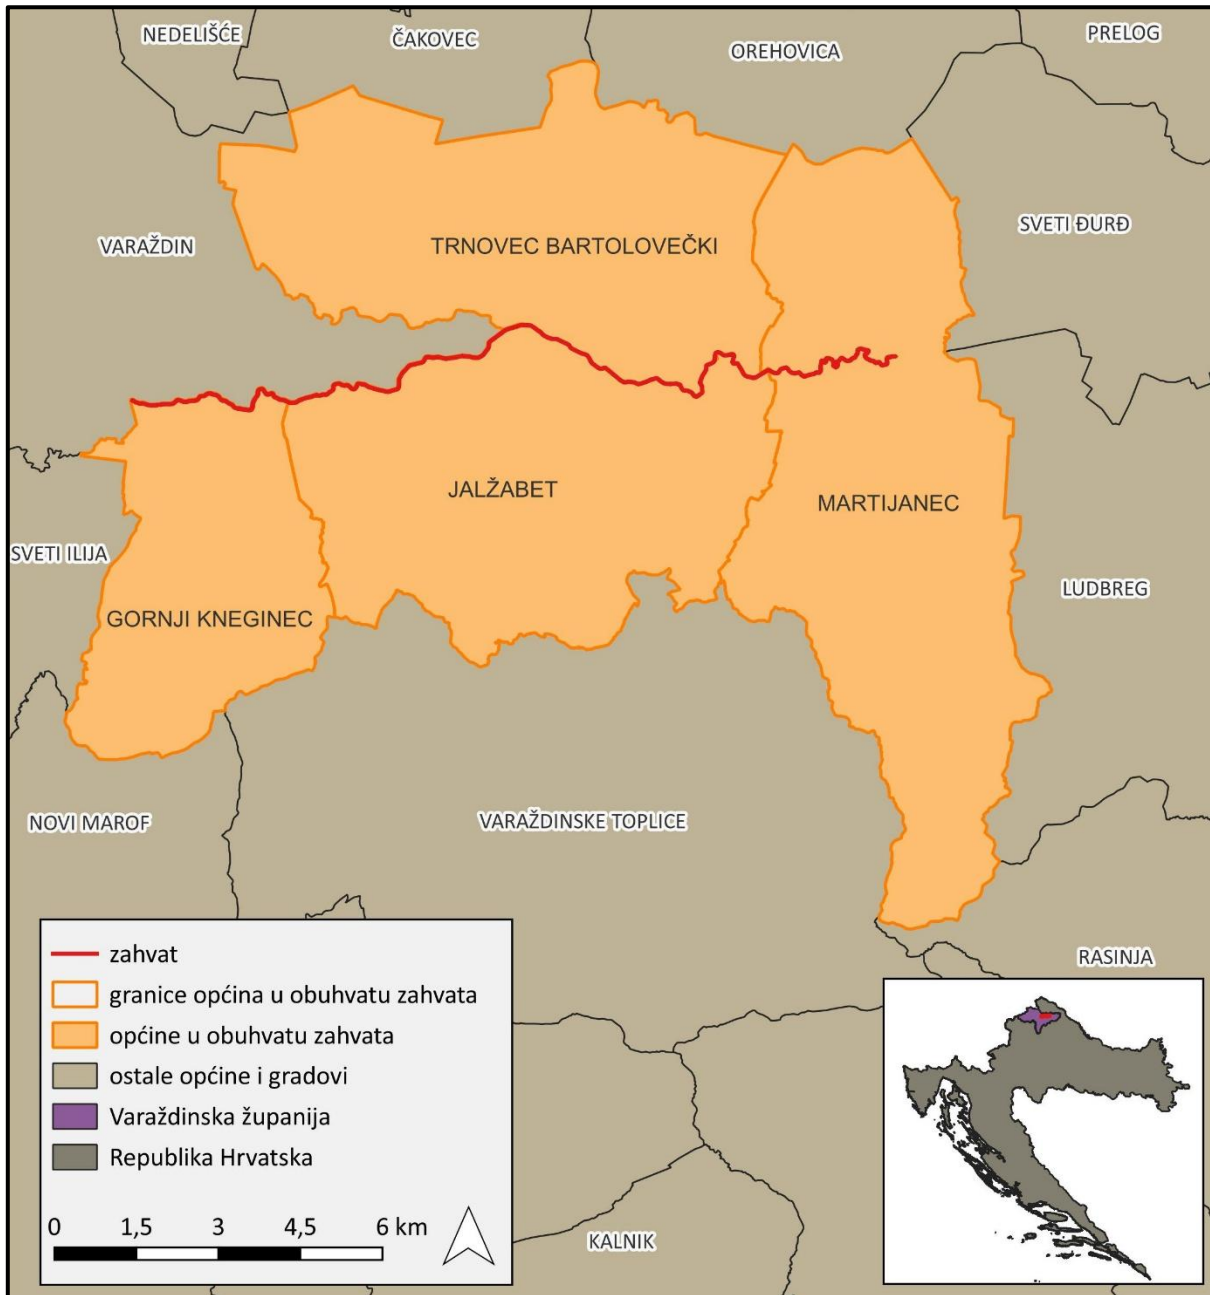 NEDELIŠĆE
ČAKOVEC
OREHOVICA
PRELOG
VARAŽDIN
TRNOVEC BARTOLOVEČKI
SVETI ĐURĐ
JALŽABET
MARTIJANEC
SVETI ILIJA
GORNJI KNEGINEC
LUDBREG
NOVI MAROF
VARAŽDINSKE TOPLICE
RASINJA
KALNIK
zahvat
granice općina u obuhvatu zahvata
općine u obuhvatu zahvata
ostale općine i gradovi
Varaždinska županija
Republika Hrvatska
0 1,5 3 4,5 6 km